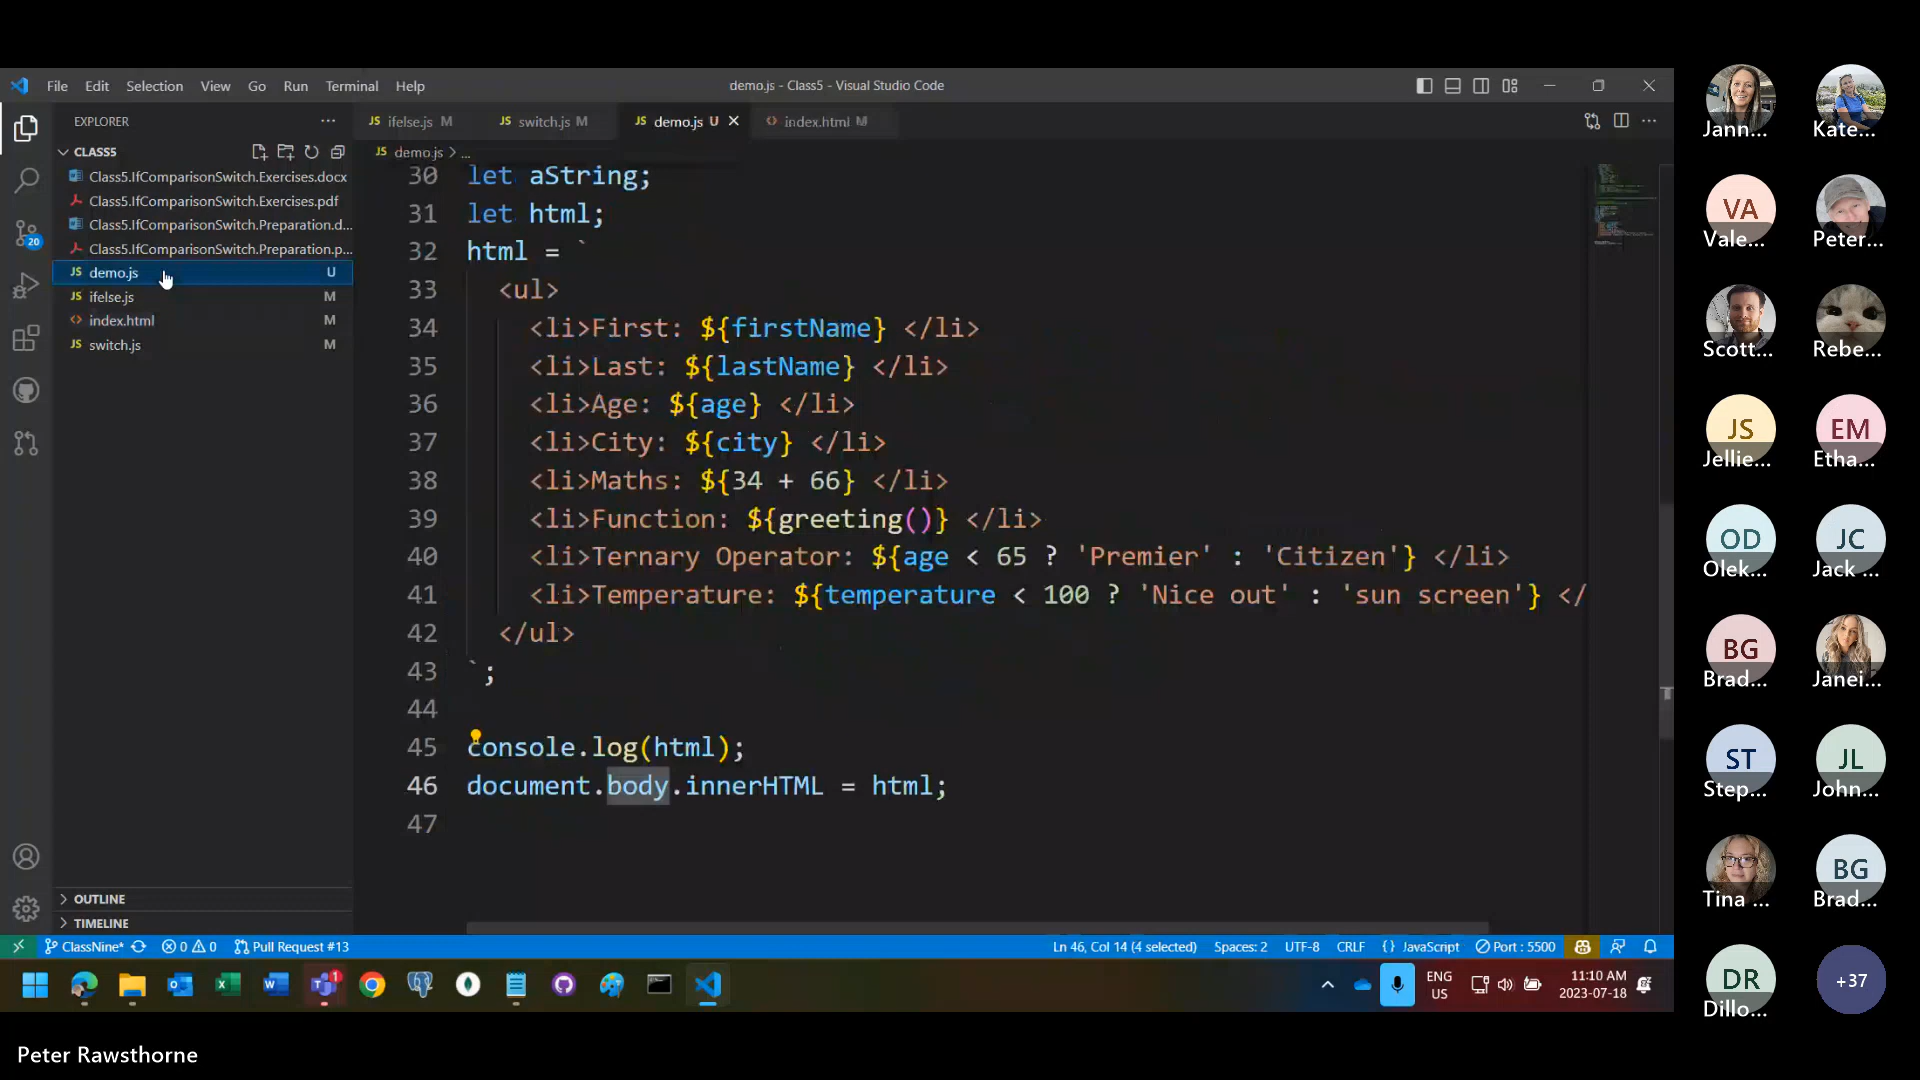 File Edit Selection View Go Run Terminal Help
demo.js - Class5 - Visual Studio Code
EXPLORER
JS ifelse.js M
JS switch.js M
JS demo.js U
<> index.html M
CLASS5
JS demo.js > ...
Class5.IfComparisonSwitch.Exercises.docx
Class5.IfComparisonSwitch.Exercises.pdf
Class5.IfComparisonSwitch.Preparation.d...
Class5.IfComparisonSwitch.Preparation.p...
JS demo.js U
JS ifelse.js M
<> index.html M
JS switch.js M
20
OUTLINE
TIMELINE
30 let aString;
31 let html;
32 html = `
33 <ul>
34 <li>First: ${firstName} </li>
35 <li>Last: ${lastName} </li>
36 <li>Age: ${age} </li>
37 <li>City: ${city} </li>
38 <li>Maths: ${34 + 66} </li>
39 <li>Function: ${greeting()} </li>
40 <li>Ternary Operator: ${age < 65 ? 'Premier' : 'Citizen'} </li>
41 <li>Temperature: ${temperature < 100 ? 'Nice out' : 'sun screen'} </
42 </ul>
43 `;
44
45 console.log(html);
46 document.body.innerHTML = html;
47
ClassNine* 0 0 Pull Request #13
Ln 46, Col 14 (4 selected) Spaces: 2 UTF-8 CRLF {} JavaScript Port : 5500
1
ENG
US
11:10 AM
2023-07-18
Jann...
Kate...
VA
Vale...
Peter...
Scott...
Rebe...
JS
Jellie...
EM
Etha...
OD
Olek...
JC
Jack ...
BG
Brad...
Janei...
ST
Step...
JL
John...
Tina ...
BG
Brad...
DR
Dillo...
+37
Peter Rawsthorne